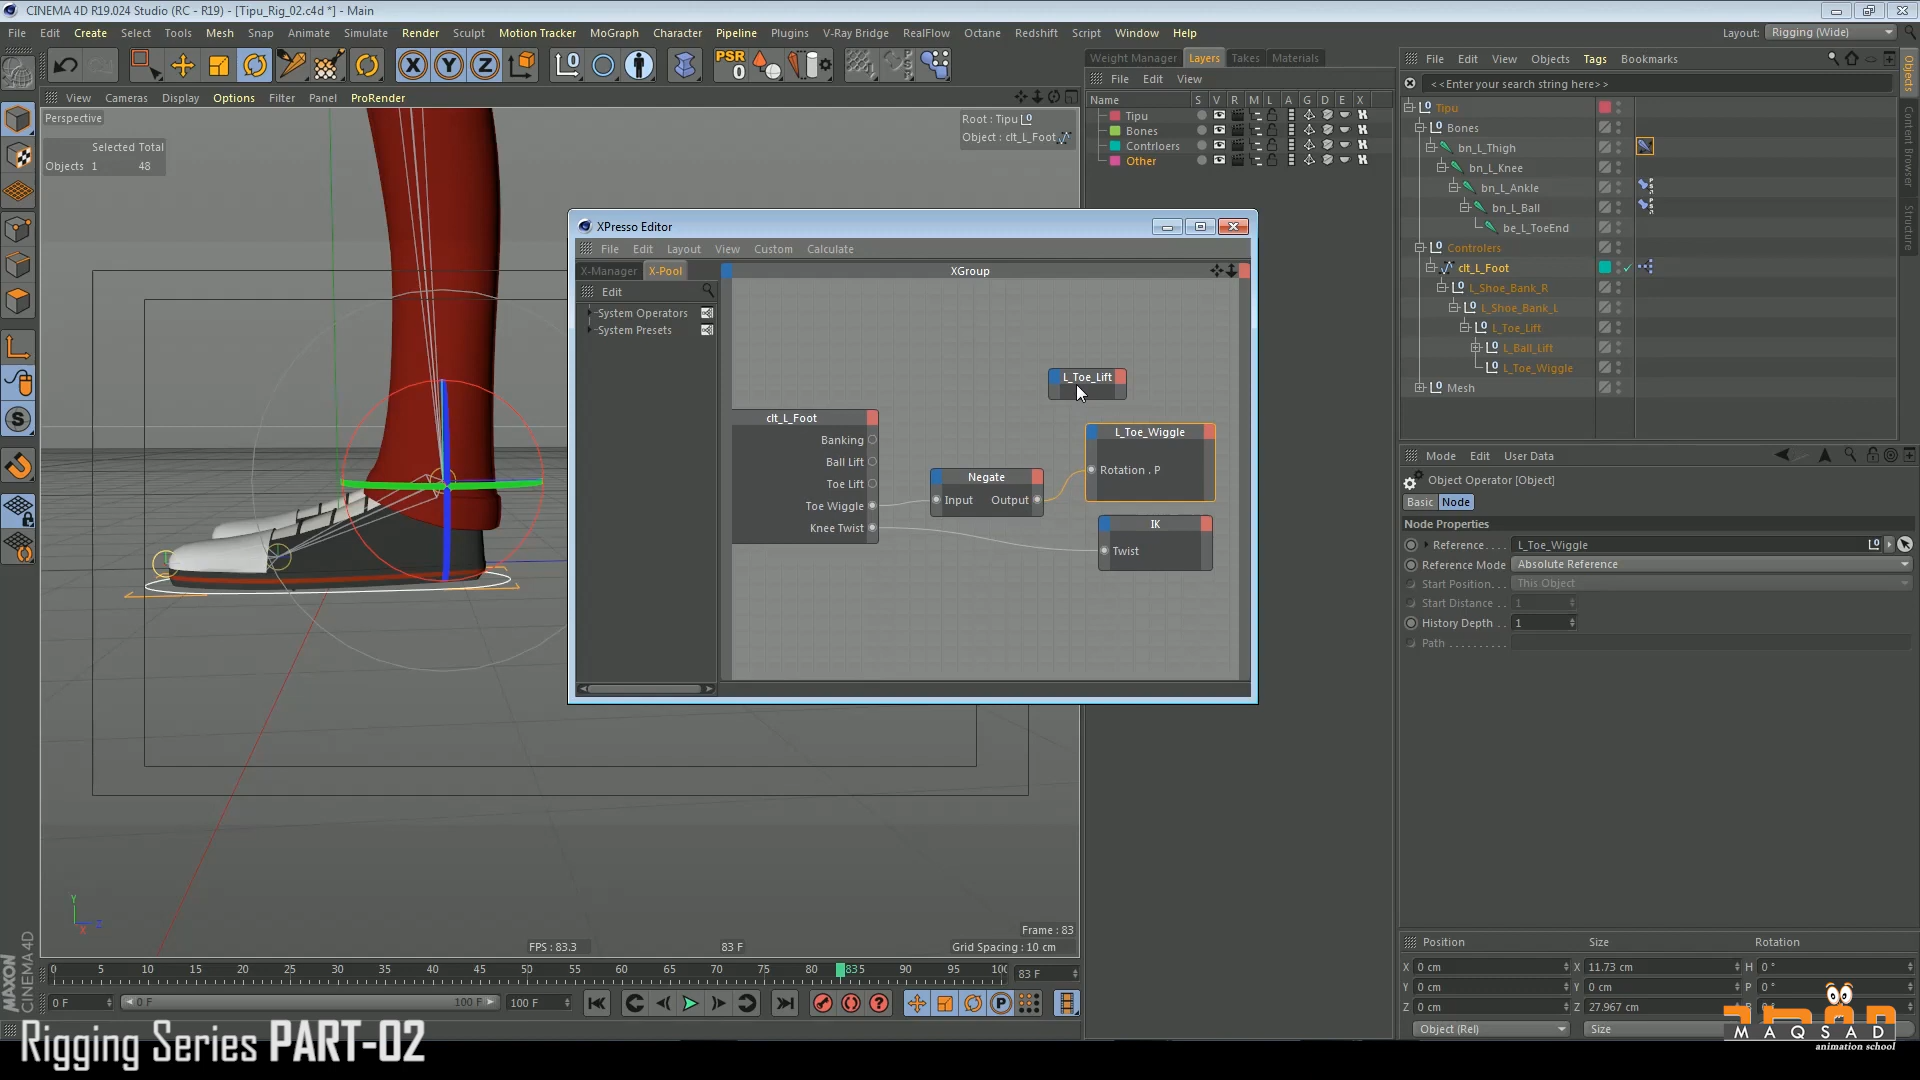 CINEMA 4D R19.024 Studio (RC - R19) - [Tipu_Rig_02.c4d *] - Main
File Edit Create Select Tools Mesh Snap Animate Simulate Render Sculpt Motion Tracker MoGraph Character Pipeline Plugins V-Ray Bridge RealFlow Octane Redshift Script Window Help
Layout: Rigging (Wide)
PSR
0
View Cameras Display Options Filter Panel ProRender
Perspective
Selected Total
Objects 1 48
Root : Tipu
Object : clt_L_Foot
Weight Manager Layers Takes Materials
File Edit View
Name S V R M L A G D E X
Tipu
Bones
Contrloers
Other
File Edit View Objects Tags Bookmarks
<<Enter your search string here>>
Tipu
Bones
bn_L_Thigh
bn_L_Knee
bn_L_Ankle
bn_L_Ball
be_L_ToeEnd
Controlers
clt_L_Foot
L_Shoe_Bank_R
L_Shoe_Bank_L
L_Toe_Lift
L_Ball_Lift
L_Toe_Wiggle
Mesh
Objects
Content Browser
Structure
XPresso Editor
File Edit Layout View Custom Calculate
X-Manager X-Pool
XGroup
Edit
System Operators
System Presets
L_Toe_Lift
clt_L_Foot
Banking
Ball Lift
Toe Lift
Toe Wiggle
Knee Twist
Negate
Input Output
L_Toe_Wiggle
Rotation . P
IK
Twist
Mode Edit User Data
Object Operator [Object]
Basic Node
Node Properties
Reference. . . . L_Toe_Wiggle
Reference Mode Absolute Reference
Start Position. . . This Object
Start Distance . . 1
History Depth . . 1
Path . . . . . . . . . .
Attributes
FPS : 83.3
83 F
Frame : 83
Grid Spacing : 10 cm
0 5 10 15 20 25 30 35 40 45 50 55 60 65 70 75 80 835 90 95 100
83 F
0 F
0 F
100 F
100 F
Position Size Rotation
X 0 cm X 11.73 cm H 0 °
Y 0 cm Y 0 cm P 0 °
Z 0 cm Z 27.967 cm
Object (Rel) Size
MAXON
CINEMA 4D
Rigging Series PART-02
MAQSAD
animation school